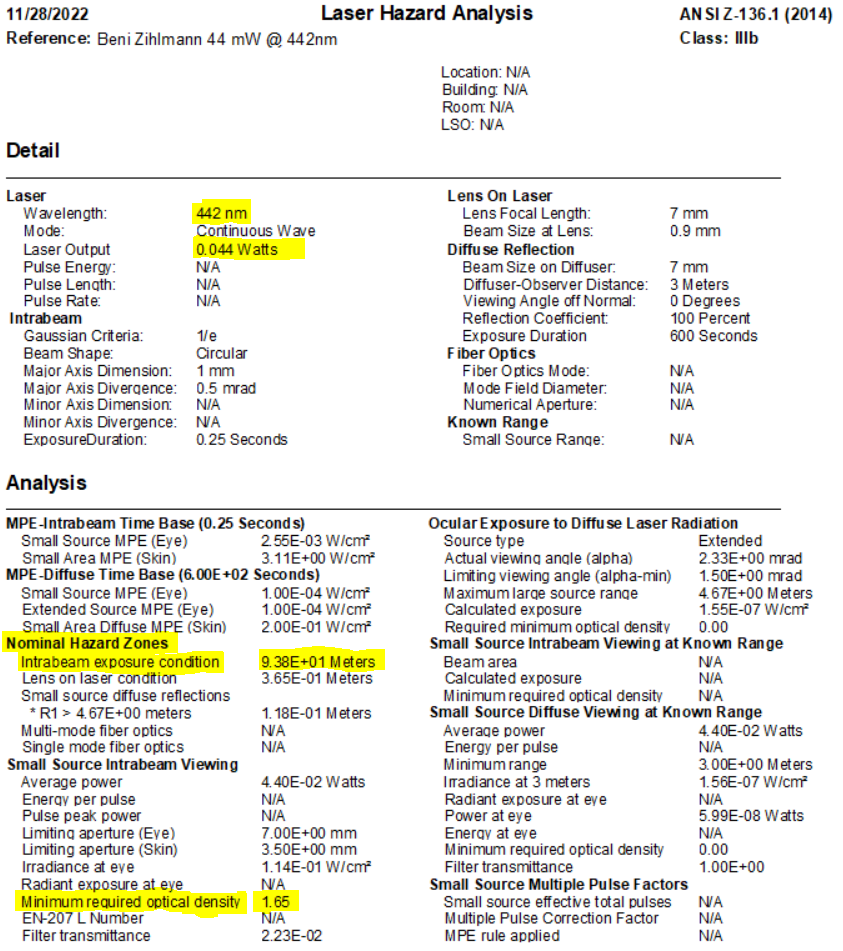 11/28/2022 Laser Hazard Analysis ANSI Z-136.1 (2014)
Reference: Beni Zihlmann 44 mW @ 442nm Class: IIIb
Location: N/A
Building: N/A
Room: N/A
LSO: N/A
Detail
Laser
Wavelength: 442 nm
Mode: Continuous Wave
Laser Output 0.044 Watts
Pulse Energy: N/A
Pulse Length: N/A
Pulse Rate: N/A
Intrabeam
Gaussian Criteria: 1/e
Beam Shape: Circular
Major Axis Dimension: 1 mm
Major Axis Divergence: 0.5 mrad
Minor Axis Dimension: N/A
Minor Axis Divergence: N/A
ExposureDuration: 0.25 Seconds
Lens On Laser
Lens Focal Length: 7 mm
Beam Size at Lens: 0.9 mm
Diffuse Reflection
Beam Size on Diffuser: 7 mm
Diffuser-Observer Distance: 3 Meters
Viewing Angle off Normal: 0 Degrees
Reflection Coefficient: 100 Percent
Exposure Duration 600 Seconds
Fiber Optics
Fiber Optics Mode: N/A
Mode Field Diameter: N/A
Numerical Aperture: N/A
Known Range
Small Source Range: N/A
Analysis
MPE-Intrabeam Time Base (0.25 Seconds)
Small Source MPE (Eye) 2.55E-03 W/cm²
Small Area MPE (Skin) 3.11E+00 W/cm²
MPE-Diffuse Time Base (6.00E+02 Seconds)
Small Source MPE (Eye) 1.00E-04 W/cm²
Extended Source MPE (Eye) 1.00E-04 W/cm²
Small Area Diffuse MPE (Skin) 2.00E-01 W/cm²
Nominal Hazard Zones
Intrabeam exposure condition 9.38E+01 Meters
Lens on laser condition 3.65E-01 Meters
Small source diffuse reflections
* R1 > 4.67E+00 meters 1.18E-01 Meters
Multi-mode fiber optics N/A
Single mode fiber optics N/A
Small Source Intrabeam Viewing
Average power 4.40E-02 Watts
Energy per pulse N/A
Pulse peak power N/A
Limiting aperture (Eye) 7.00E+00 mm
Limiting aperture (Skin) 3.50E+00 mm
Irradiance at eye 1.14E-01 W/cm²
Radiant exposure at eye N/A
Minimum required optical density 1.65
EN-207 L Number N/A
Filter transmittance 2.23E-02
Ocular Exposure to Diffuse Laser Radiation
Source type Extended
Actual viewing angle (alpha) 2.33E+00 mrad
Limiting viewing angle (alpha-min) 1.50E+00 mrad
Maximum large source range 4.67E+00 Meters
Calculated exposure 1.55E-07 W/cm²
Required minimum optical density 0.00
Small Source Intrabeam Viewing at Known Range
Beam area N/A
Calculated exposure N/A
Minimum required optical density N/A
Small Source Diffuse Viewing at Known Range
Average power 4.40E-02 Watts
Energy per pulse N/A
Minimum range 3.00E+00 Meters
Irradiance at 3 meters 1.56E-07 W/cm²
Radiant exposure at eye N/A
Power at eye 5.99E-08 Watts
Energy at eye N/A
Minimum required optical density 0.00
Filter transmittance 1.00E+00
Small Source Multiple Pulse Factors
Small source effective total pulses N/A
Multiple Pulse Correction Factor N/A
MPE rule applied N/A